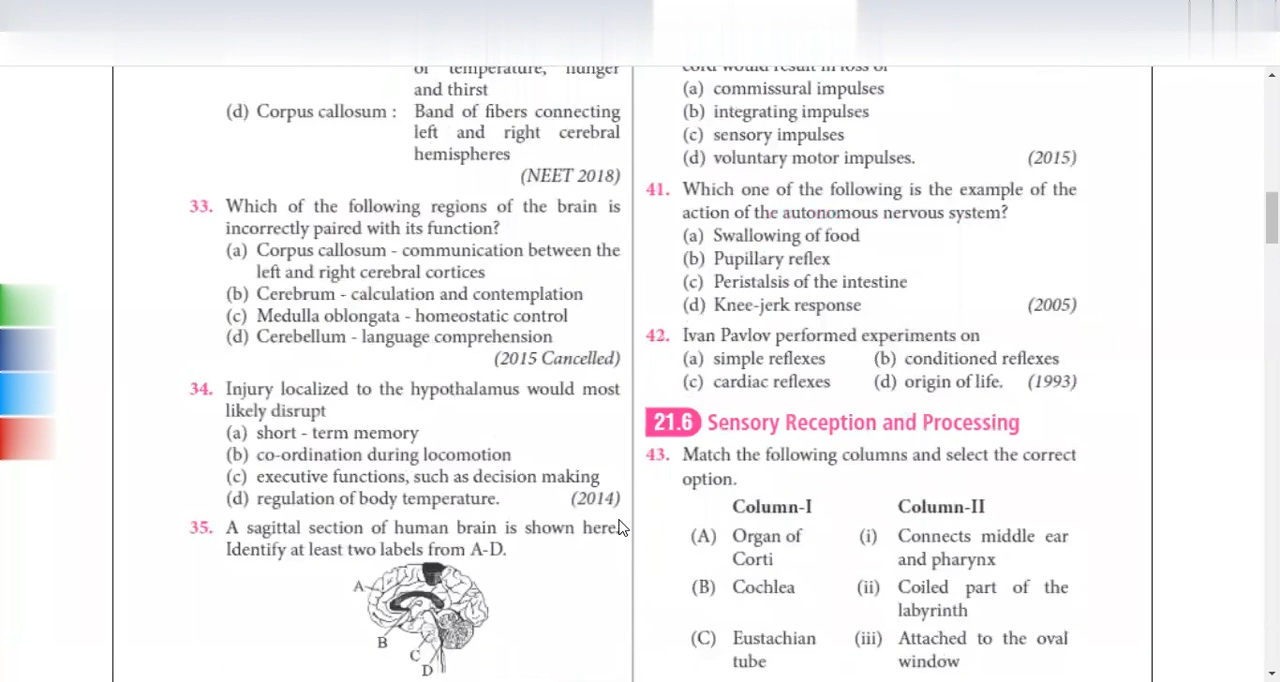 of temperature, hunger
and thirst
(d) Corpus callosum : Band of fibers connecting
left and right cerebral
hemispheres
(NEET 2018)
33. Which of the following regions of the brain is
incorrectly paired with its function?
(a) Corpus callosum - communication between the
left and right cerebral cortices
(b) Cerebrum - calculation and contemplation
(c) Medulla oblongata - homeostatic control
(d) Cerebellum - language comprehension
(2015 Cancelled)
34. Injury localized to the hypothalamus would most
likely disrupt
(a) short - term memory
(b) co-ordination during locomotion
(c) executive functions, such as decision making
(d) regulation of body temperature. (2014)
35. A sagittal section of human brain is shown here.
Identify at least two labels from A-D.
A
B
C
D
cord would result in loss of
(a) commissural impulses
(b) integrating impulses
(c) sensory impulses
(d) voluntary motor impulses. (2015)
41. Which one of the following is the example of the
action of the autonomous nervous system?
(a) Swallowing of food
(b) Pupillary reflex
(c) Peristalsis of the intestine
(d) Knee-jerk response (2005)
42. Ivan Pavlov performed experiments on
(a) simple reflexes (b) conditioned reflexes
(c) cardiac reflexes (d) origin of life. (1993)
21.6 Sensory Reception and Processing
43. Match the following columns and select the correct
option.
Column-I Column-II
(A) Organ of (i) Connects middle ear
Corti and pharynx
(B) Cochlea (ii) Coiled part of the
labyrinth
(C) Eustachian (iii) Attached to the oval
tube window